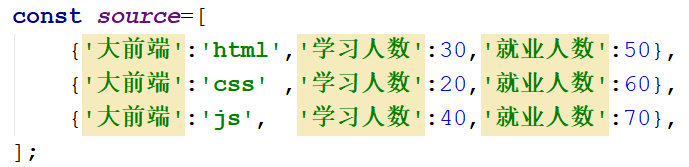 const source=[
{'大前端':'html','学习人数':30,'就业人数':50},
{'大前端':'css' ,'学习人数':20,'就业人数':60},
{'大前端':'js', '学习人数':40,'就业人数':70},
];